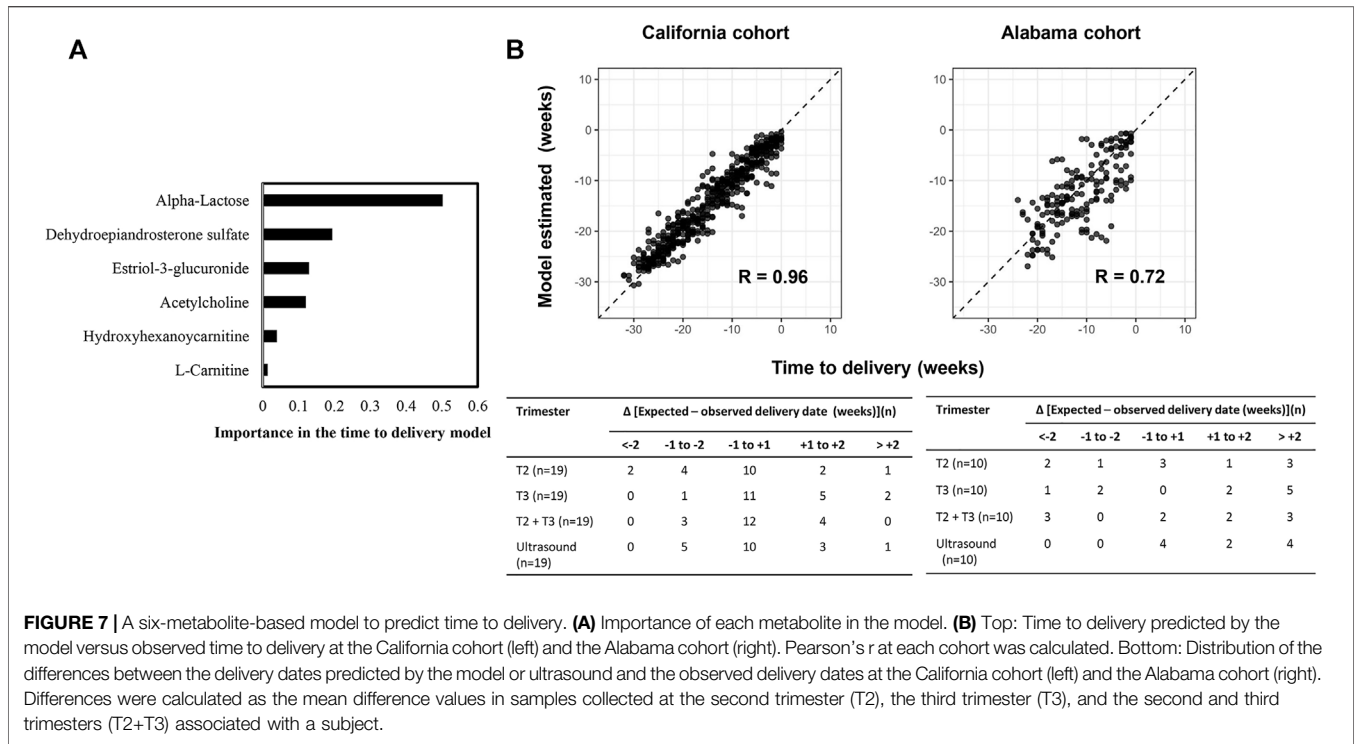 A
Alpha-Lactose
Dehydroepiandrosterone sulfate
Estriol-3-glucuronide
Acetylcholine
Hydroxyhexanoycarnitine
L-Carnitine
0 0.1 0.2 0.3 0.4 0.5 0.6
Importance in the time to delivery model
B
California cohort
Alabama cohort
Model estimated (weeks)
10
0
-10
-20
-30
R = 0.96
-30 -20 -10 0 10
10
0
-10
-20
-30
R = 0.72
-30 -20 -10 0 10
Time to delivery (weeks)
Trimester Δ [Expected – observed delivery date (weeks)](n)
<-2 -1 to -2 -1 to +1 +1 to +2 > +2
T2 (n=19) 2 4 10 2 1
T3 (n=19) 0 1 11 5 2
T2 + T3 (n=19) 0 3 12 4 0
Ultrasound 0 5 10 3 1
(n=19)
Trimester Δ [Expected – observed delivery date (weeks)](n)
<-2 -1 to -2 -1 to +1 +1 to +2 > +2
T2 (n=10) 2 1 3 1 3
T3 (n=10) 1 2 0 2 5
T2 + T3 (n=10) 3 0 2 2 3
Ultrasound 0 0 4 2 4
(n=10)
FIGURE 7 | A six-metabolite-based model to predict time to delivery. (A) Importance of each metabolite in the model. (B) Top: Time to delivery predicted by the
model versus observed time to delivery at the California cohort (left) and the Alabama cohort (right). Pearson's r at each cohort was calculated. Bottom: Distribution of the
differences between the delivery dates predicted by the model or ultrasound and the observed delivery dates at the California cohort (left) and the Alabama cohort (right).
Differences were calculated as the mean difference values in samples collected at the second trimester (T2), the third trimester (T3), and the second and third
trimesters (T2+T3) associated with a subject.